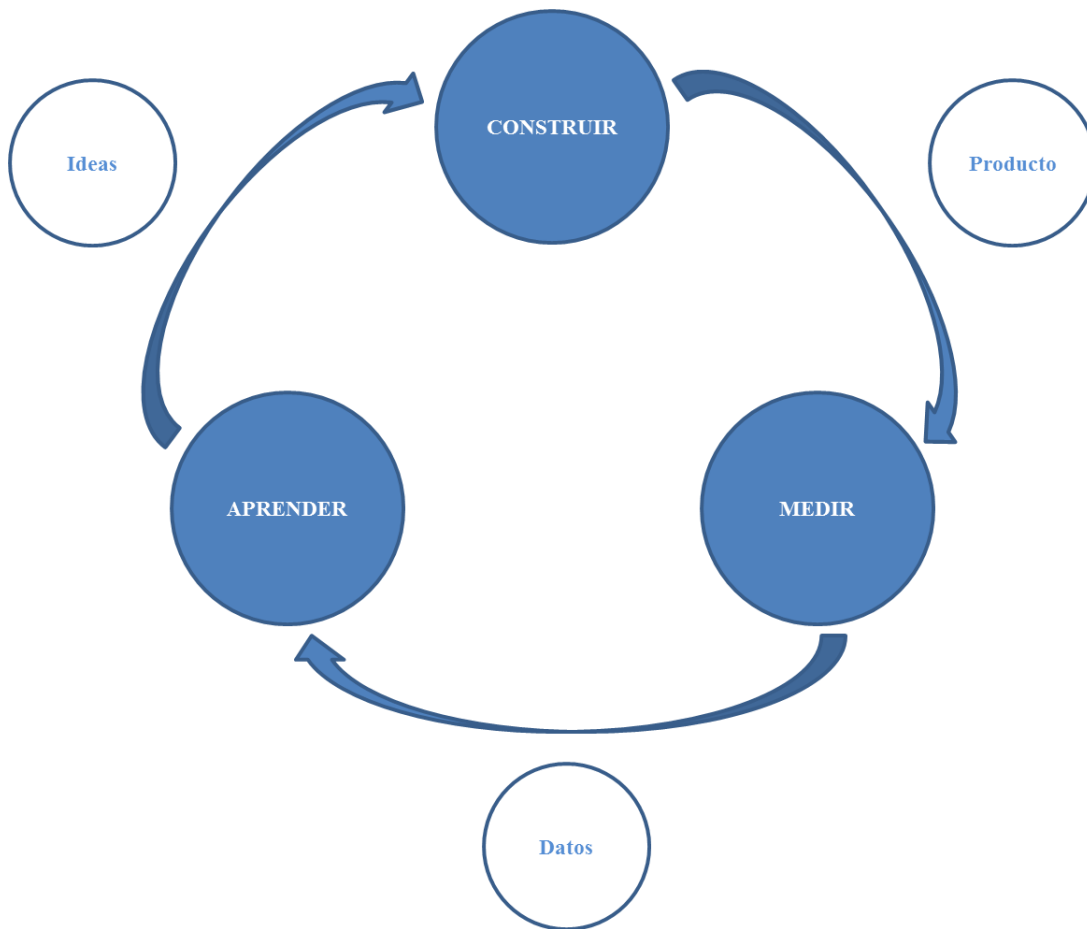 CONSTRUIR
Ideas
Producto
APRENDER
MEDIR
Datos